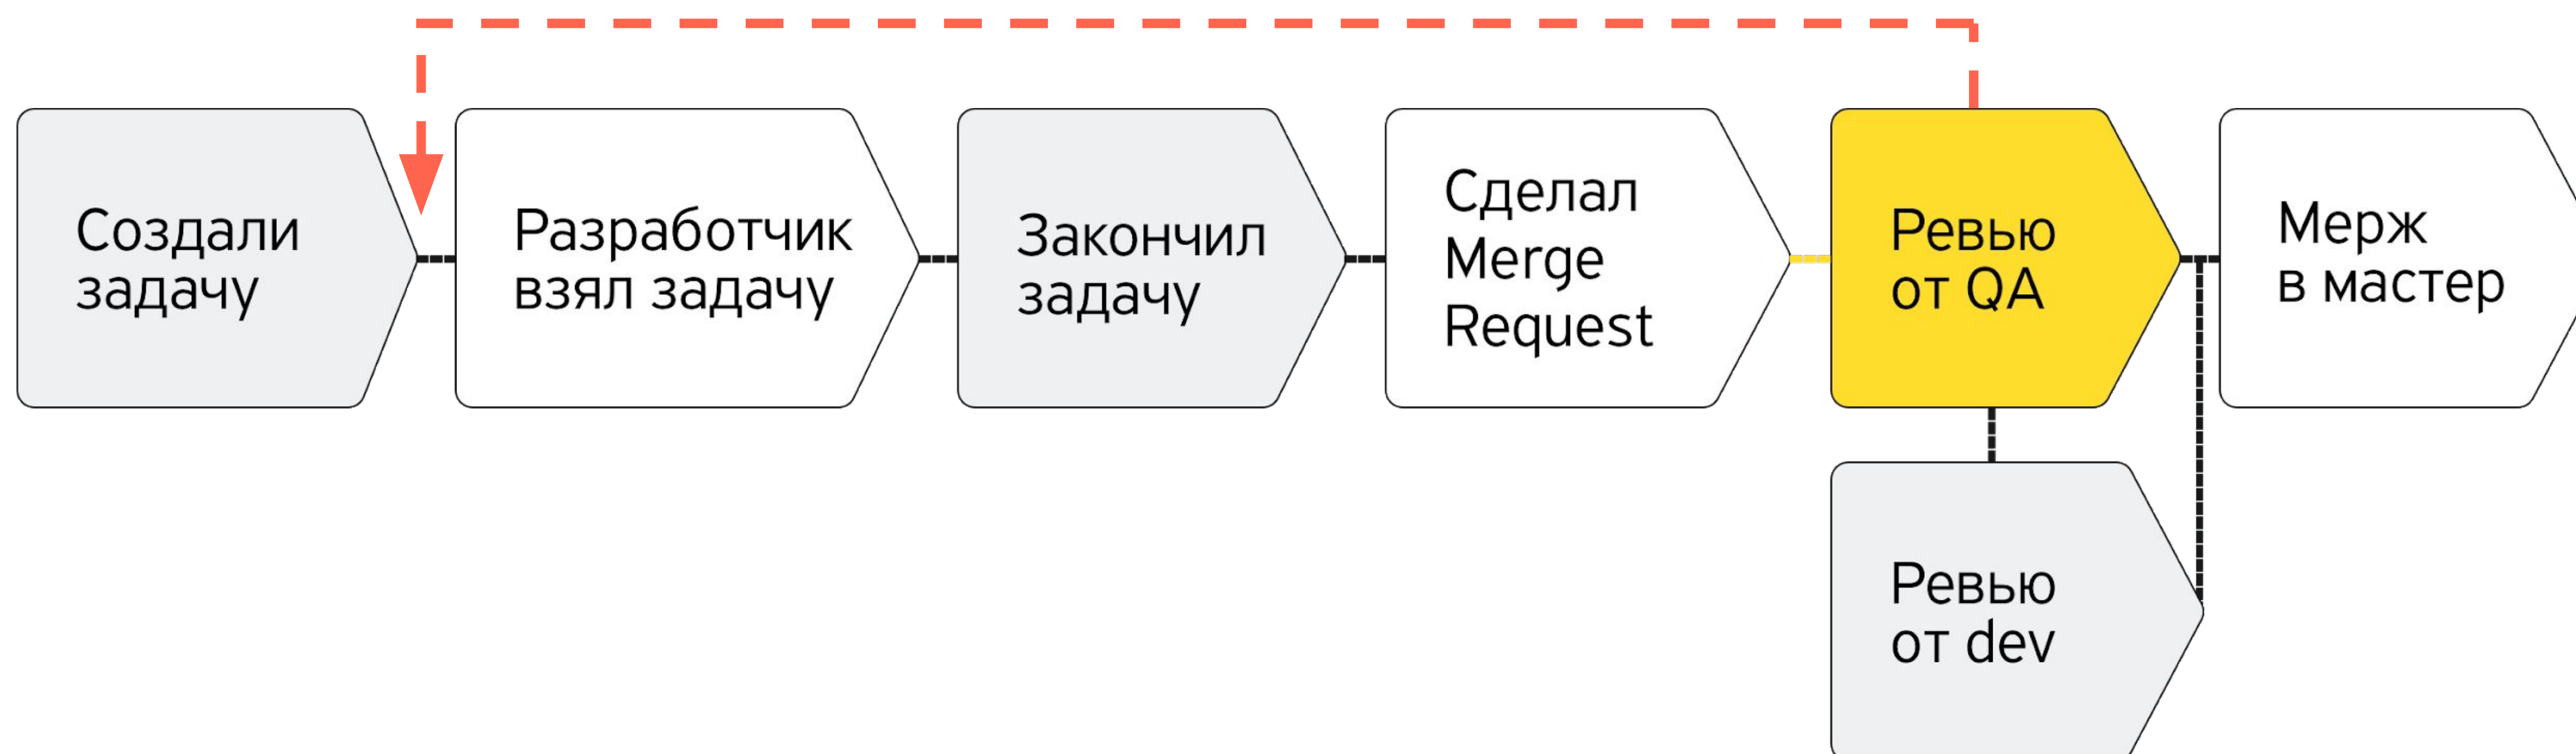 Создали
задачу
Разработчик
взял задачу
Закончил
задачу
Сделал
Merge
Request
Ревью
от QA
Мерж
в мастер
Ревью
от dev